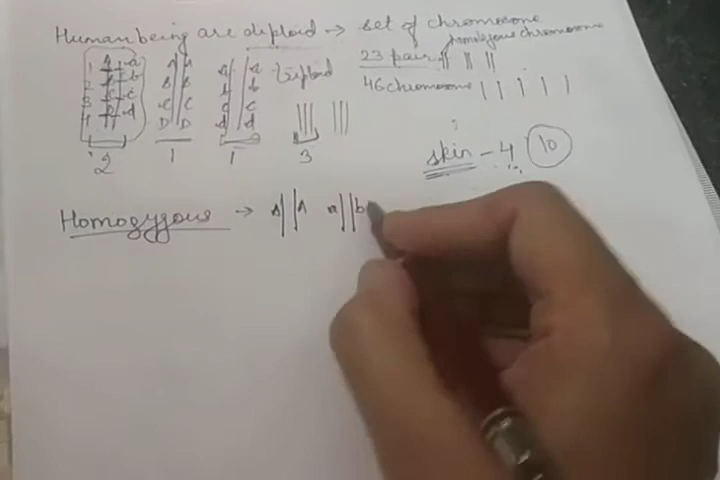 Human being are diploid → set of chromosome
homologous chromosome
23 pair
46 chromosome
1 A a A A A a Triploid
2 b B B b b
3 c C C c c
4 d D D d d
2 1 1 3
skin - 4 10
Homozygous → A A a b